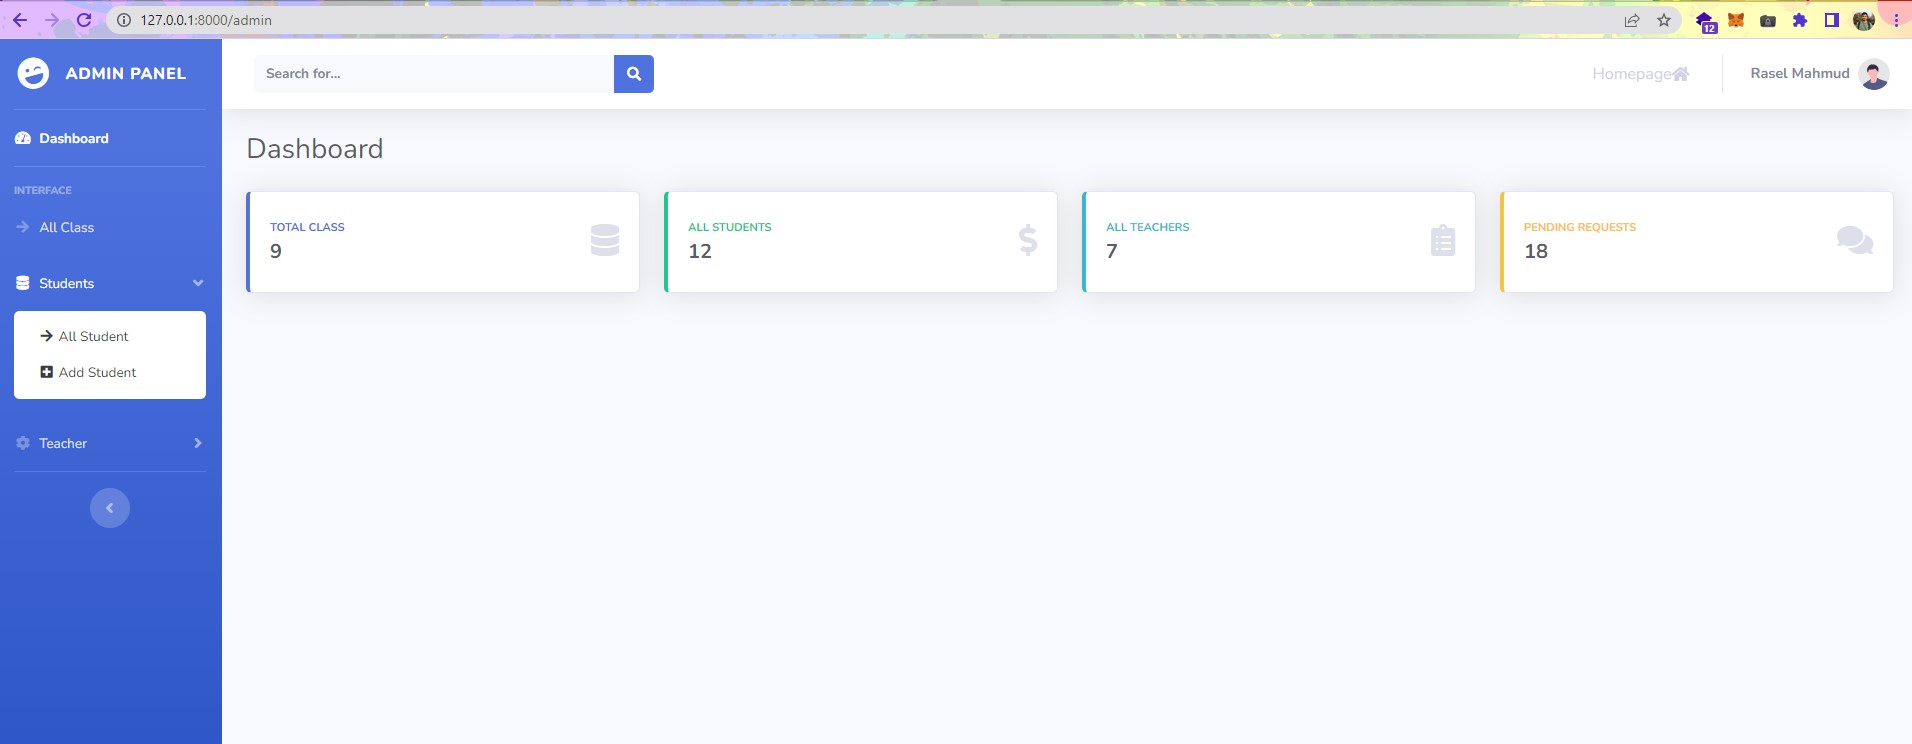 127.0.0.1:8000/admin
12
ADMIN PANEL
Search for...
Homepage
Rasel Mahmud
Dashboard
INTERFACE
All Class
Students
All Student
Add Student
Teacher
Dashboard
TOTAL CLASS
9
ALL STUDENTS
12
ALL TEACHERS
7
PENDING REQUESTS
18